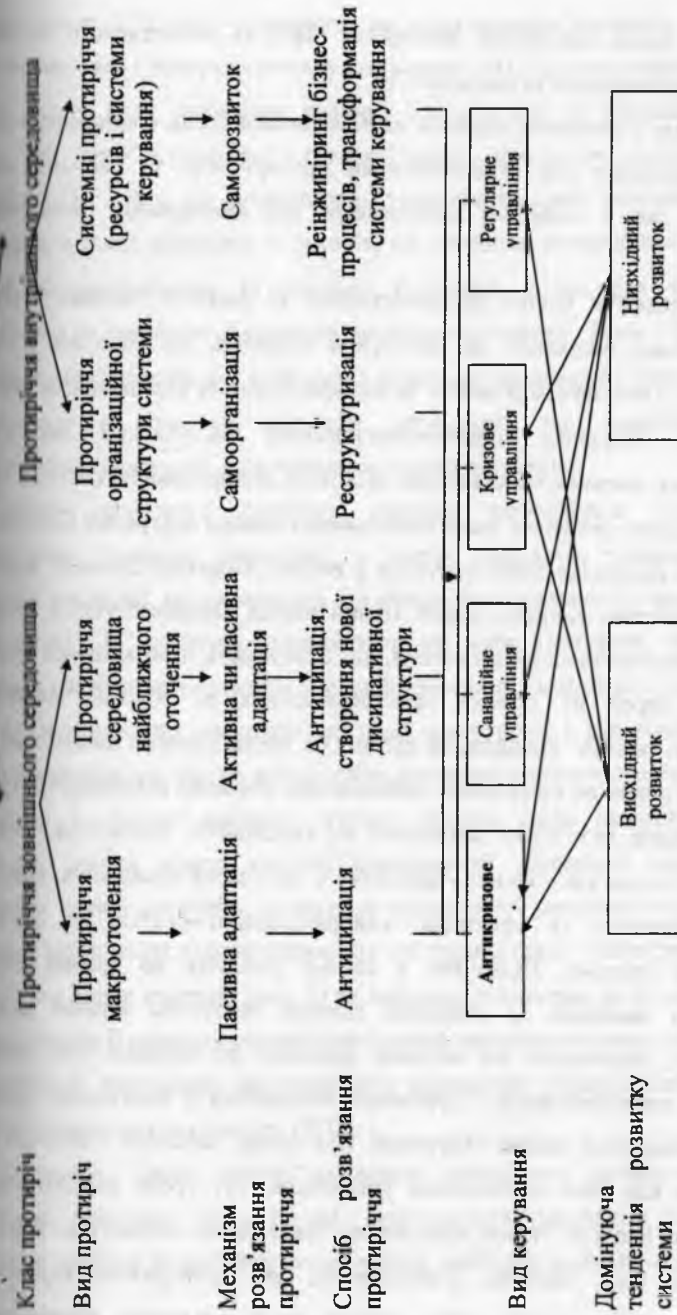 Клас протиріч
Протиріччя зовнішнього середовища
Протиріччя внутрішнього середовища
Вид протиріч
Протиріччя
макрооточення
Протиріччя
середовища
найближчого
оточення
Протиріччя
організаційної
структури системи
Системні протиріччя
(ресурсів і системи
керування)
Механізм
розв’язання
протиріччя
Пасивна адаптація
Активна чи пасивна
адаптація
Самоорганізація
Саморозвиток
Спосіб розв’язання
протиріччя
Антиципація
Антиципація,
створення нової
дисипативної
структури
Реструктуризація
Реінжиніринг бізнес-
процесів, трансформація
системи керування
Вид керування
Антикризове
Санаційне
управління
Кризове
управління
Регулярне
управління
Домінуюча
тенденція розвитку
системи
Висхідний
розвиток
Низхідний
розвиток